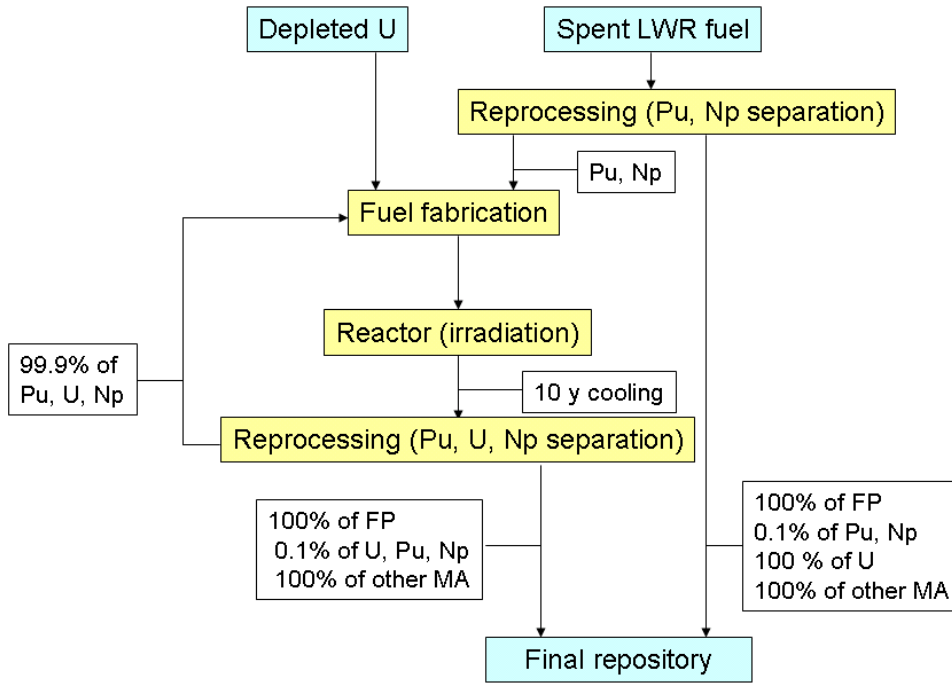 Depleted U
Spent LWR fuel
Reprocessing (Pu, Np separation)
Pu, Np
Fuel fabrication
Reactor (irradiation)
99.9% of
Pu, U, Np
10 y cooling
Reprocessing (Pu, U, Np separation)
100% of FP
0.1% of U, Pu, Np
100% of other MA
100% of FP
0.1% of Pu, Np
100 % of U
100% of other MA
Final repository